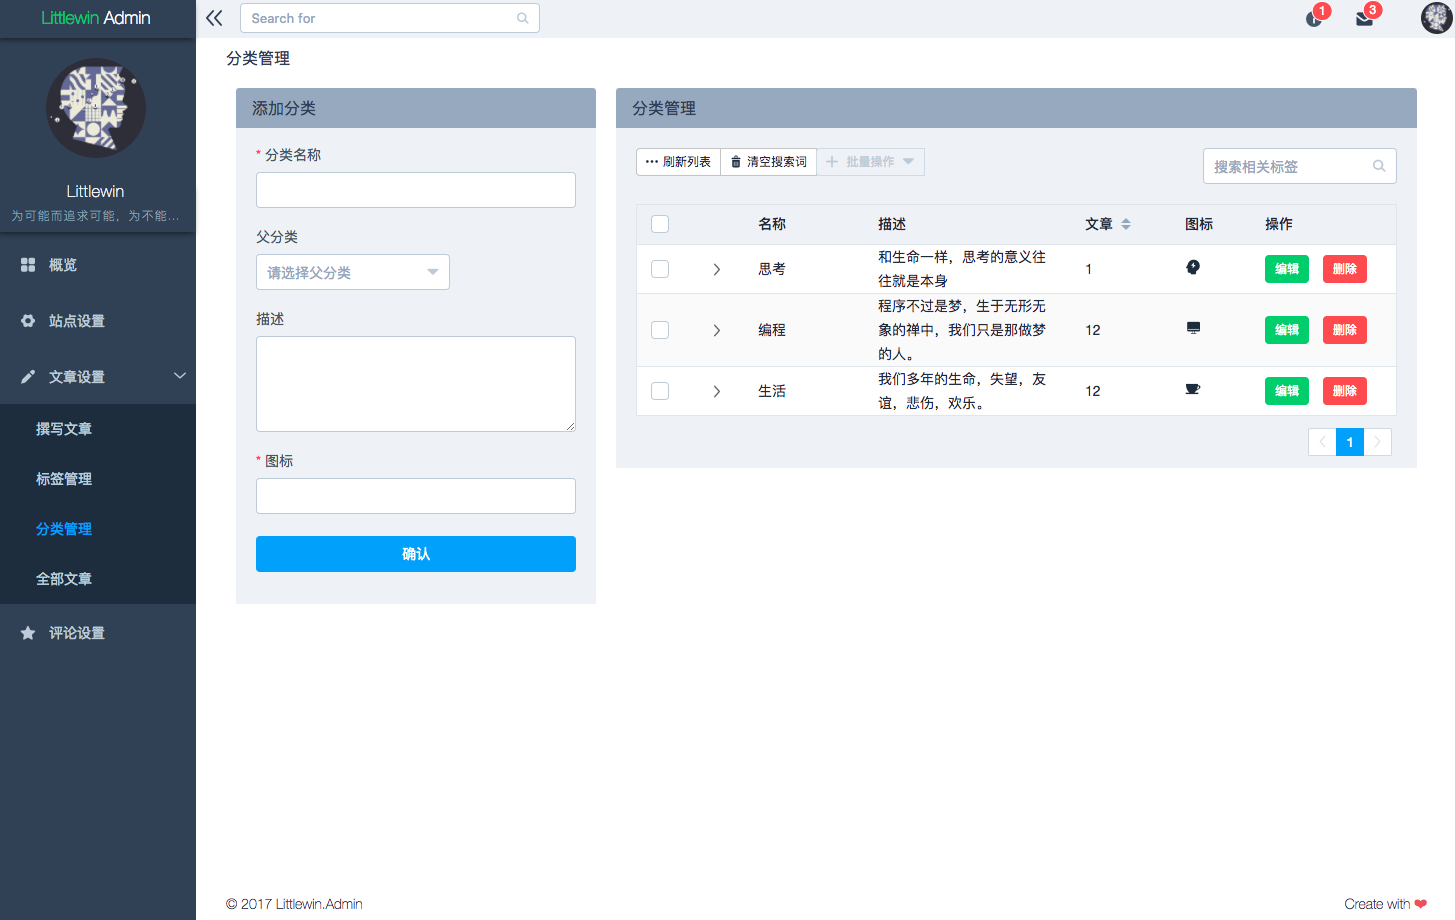 Littlewin Admin
Search for
1
3
Littlewin
为可能而追求可能，为不能...
概览
站点设置
文章设置
撰写文章
标签管理
分类管理
全部文章
评论设置
分类管理
添加分类
* 分类名称
父分类
请选择父分类
描述
* 图标
确认
分类管理
刷新列表 清空搜索词 批量操作
搜索相关标签
名称 描述 文章 图标 操作
思考 和生命一样，思考的意义往 1 编辑 删除
往就是本身
程序不过是梦，生于无形无
编程 象的禅中，我们只是那做梦 12 编辑 删除
的人。
生活 我们多年的生命，失望，友 12 编辑 删除
谊，悲伤，欢乐。
1
© 2017 Littlewin.Admin
Create with ❤